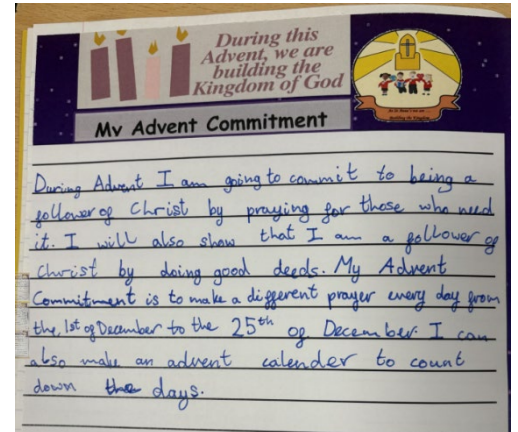 During this
Advent, we are
building the
Kingdom of God
My Advent Commitment
During Advent I am going to commit to being a
follower of Christ by praying for those who need
it. I will also show that I am a follower of
Christ by doing good deeds. My Advent
Commitment is to make a different prayer every day from
the 1st of December to the 25th of December. I can
also make an advent calender to count
down the days.